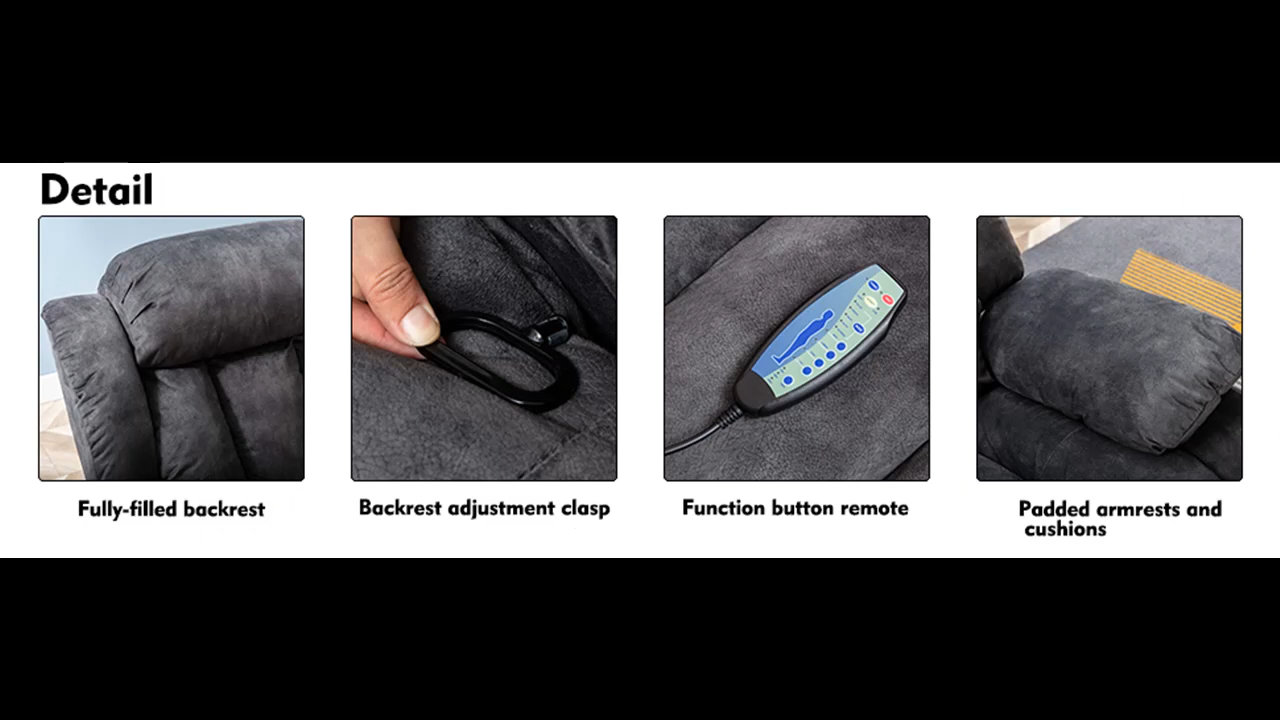 Detail
Fully-filled backrest
Backrest adjustment clasp
Function button remote
Padded armrests and
cushions